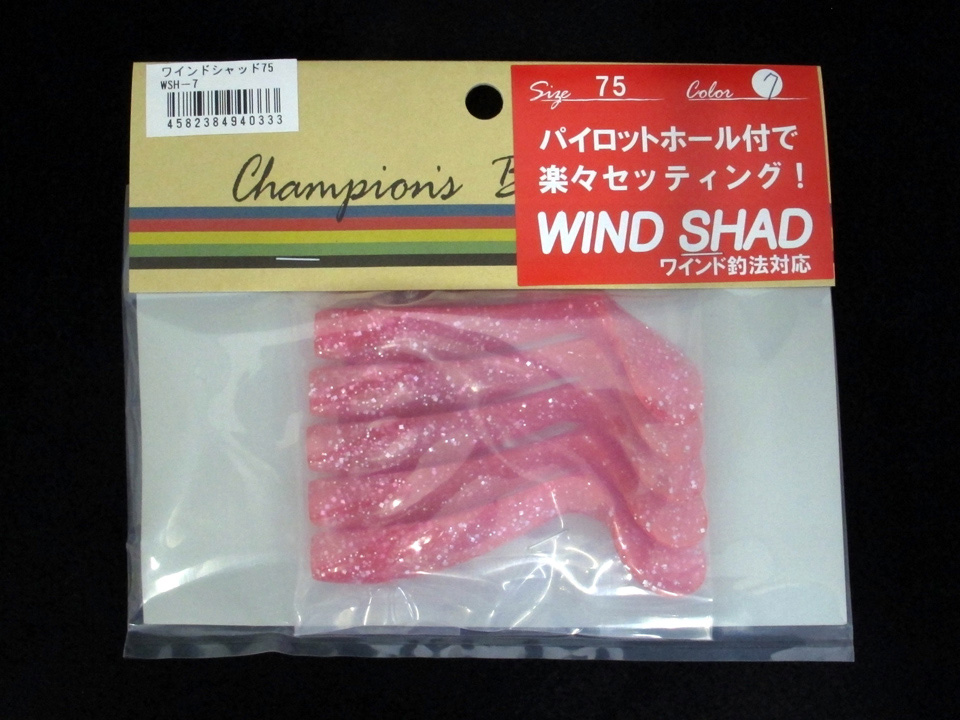 ワインドシャッド75
WSH-7
4582384940333
Champion's B
Size 75 Color 7
パイロットホール付で
楽々セッティング!
WIND SHAD
ワインド釣法対応